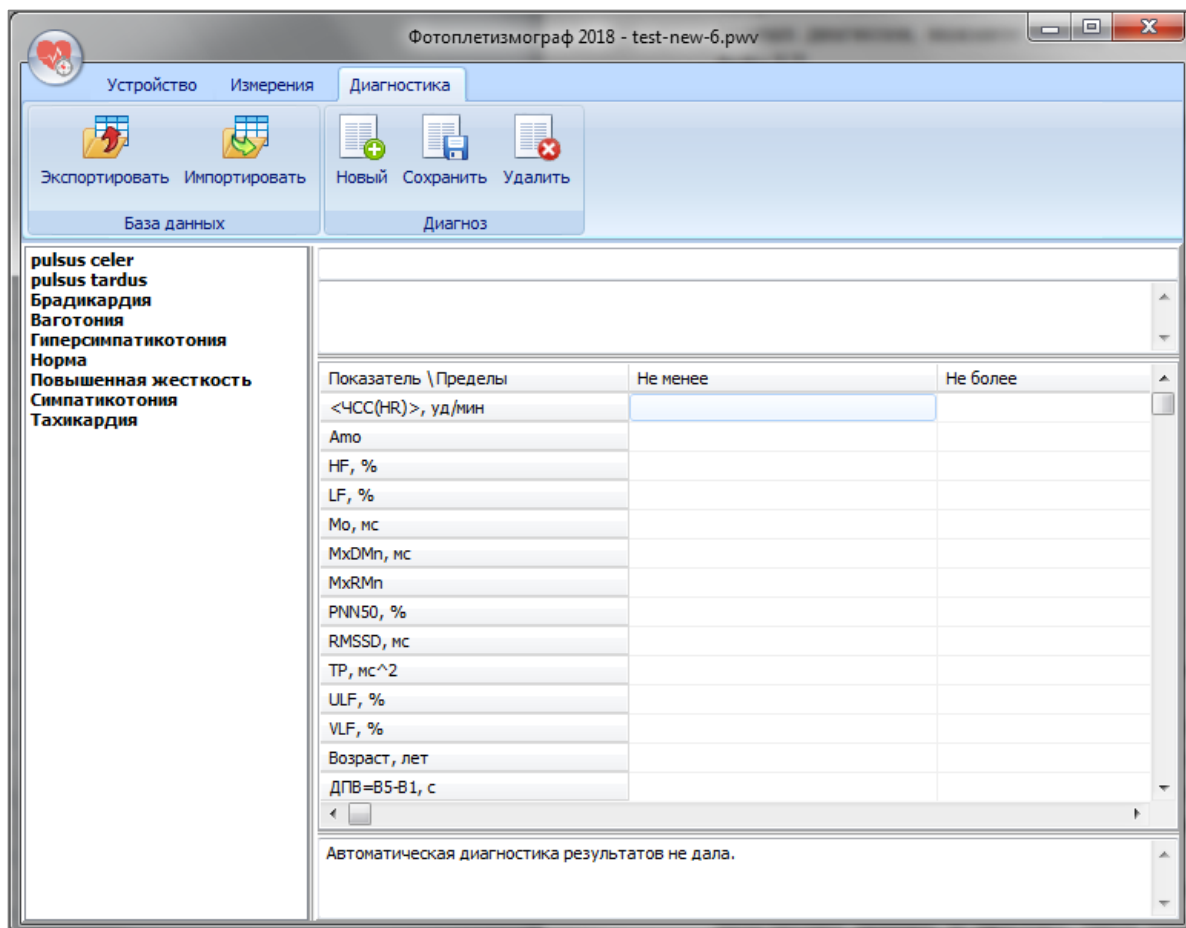 Фотоплетизмограф 2018 - test-new-6.pwv
Устройство Измерения Диагностика
Экспортировать Импортировать Новый Сохранить Удалить
База данных Диагноз
pulsus celer
pulsus tardus
Брадикардия
Ваготония
Гиперсимпатикотония
Норма
Повышенная жесткость
Симпатикотония
Тахикардия
Показатель \ Пределы Не менее Не более
<ЧСС(HR)>, уд/мин
Amo
HF, %
LF, %
Mo, мс
MxDMn, мс
MxRMn
PNN50, %
RMSSD, мс
TP, мс^2
ULF, %
VLF, %
Возраст, лет
ДПВ=B5-B1, с
Автоматическая диагностика результатов не дала.